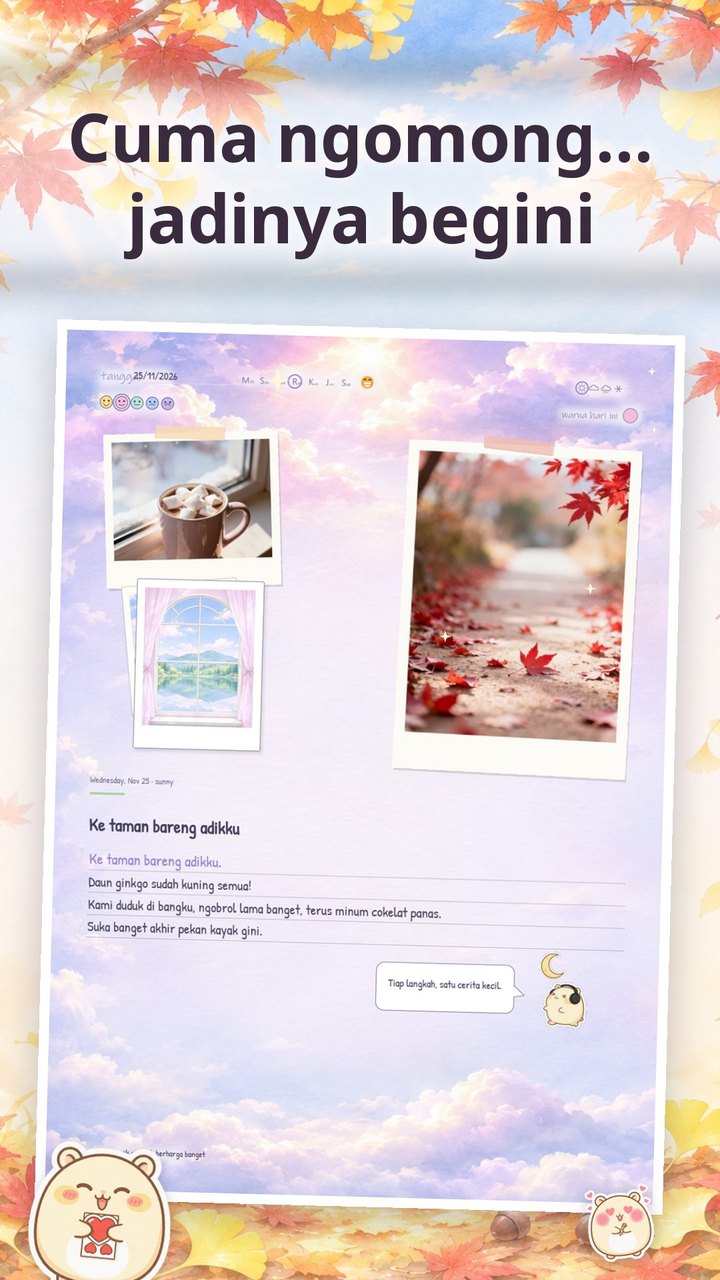 Cuma ngomong...
jadinya begini
25/11/2026
R
warna hari ini
Wednesday, Nov 25 · sunny
Ke taman bareng adikku
Ke taman bareng adikku.
Daun ginkgo sudah kuning semua!
Kami duduk di bangku, ngobrol lama banget, terus minum cokelat panas.
Suka banget akhir pekan kayak gini.
Tiap langkah, satu cerita kecil.
berharga banget